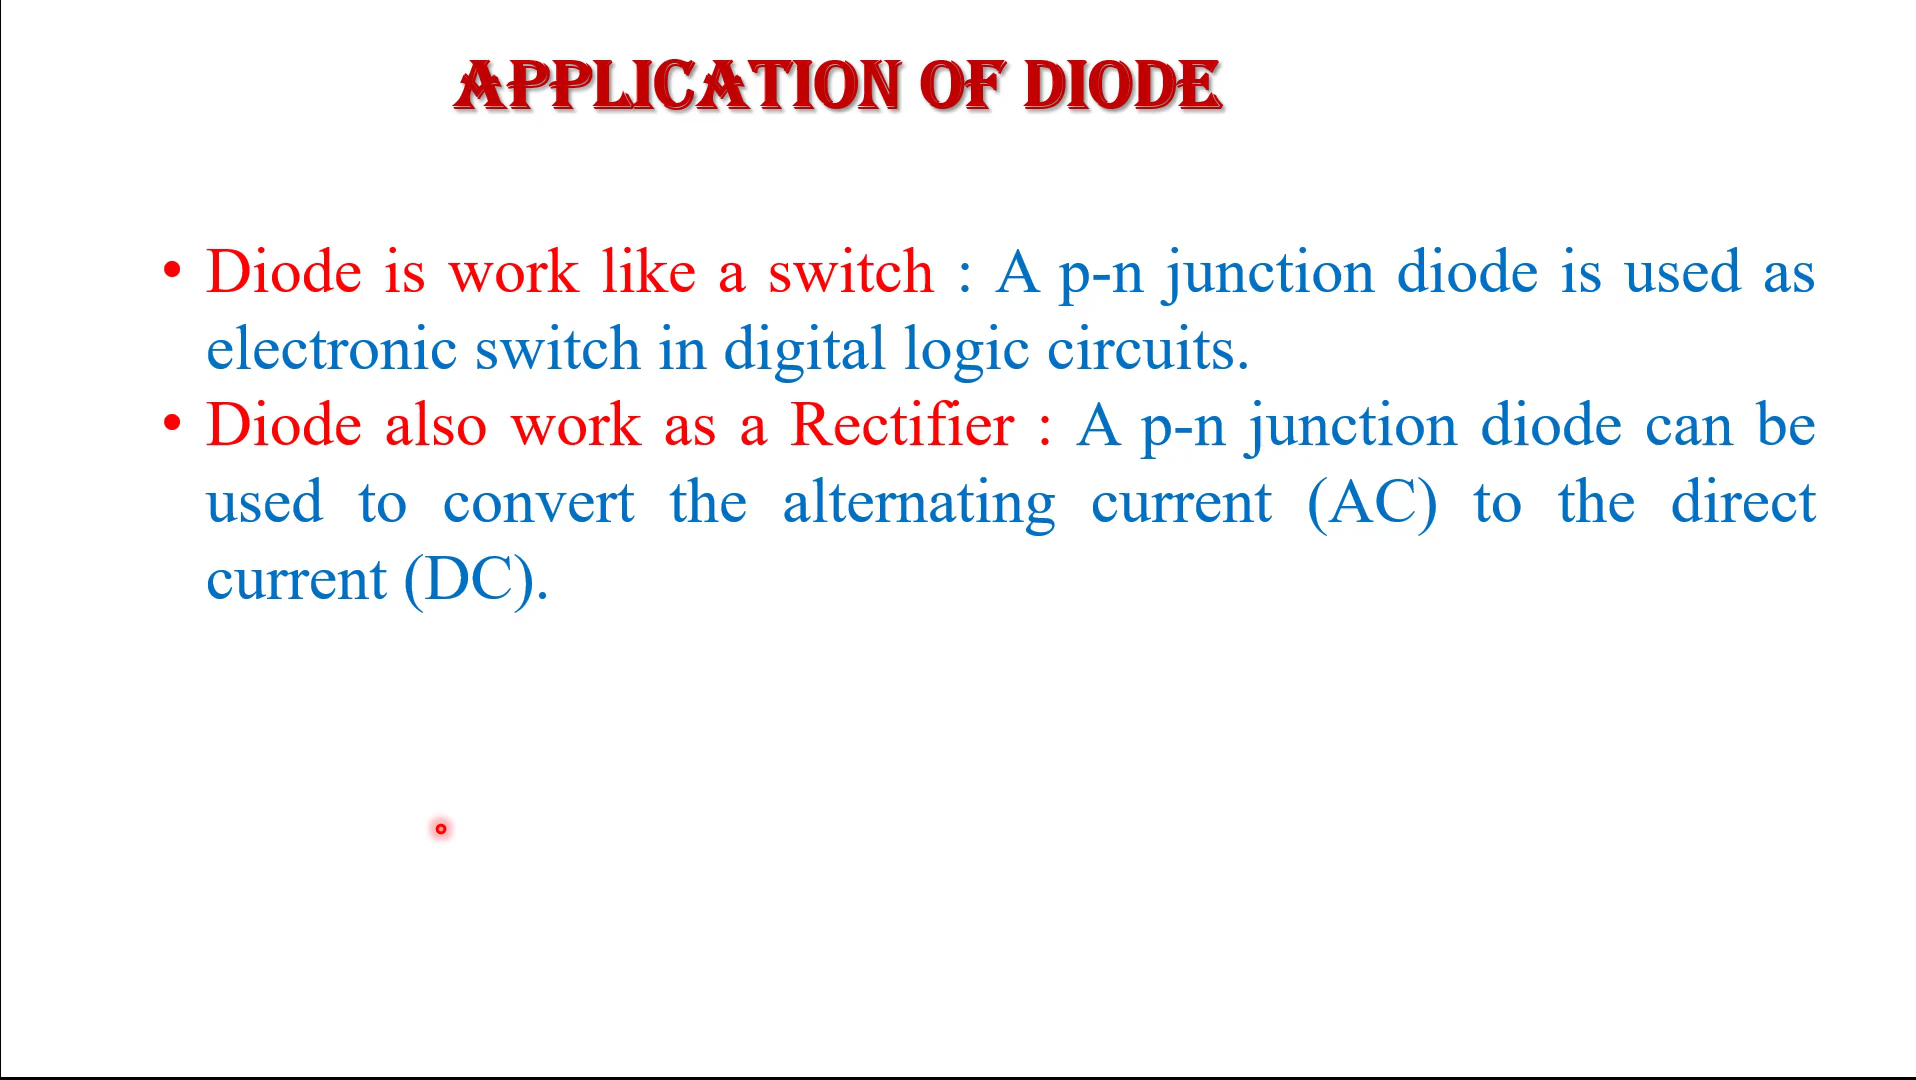 APPLICATION OF DIODE
• Diode is work like a switch : A p-n junction diode is used as
electronic switch in digital logic circuits.
• Diode also work as a Rectifier : A p-n junction diode can be
used to convert the alternating current (AC) to the direct
current (DC).